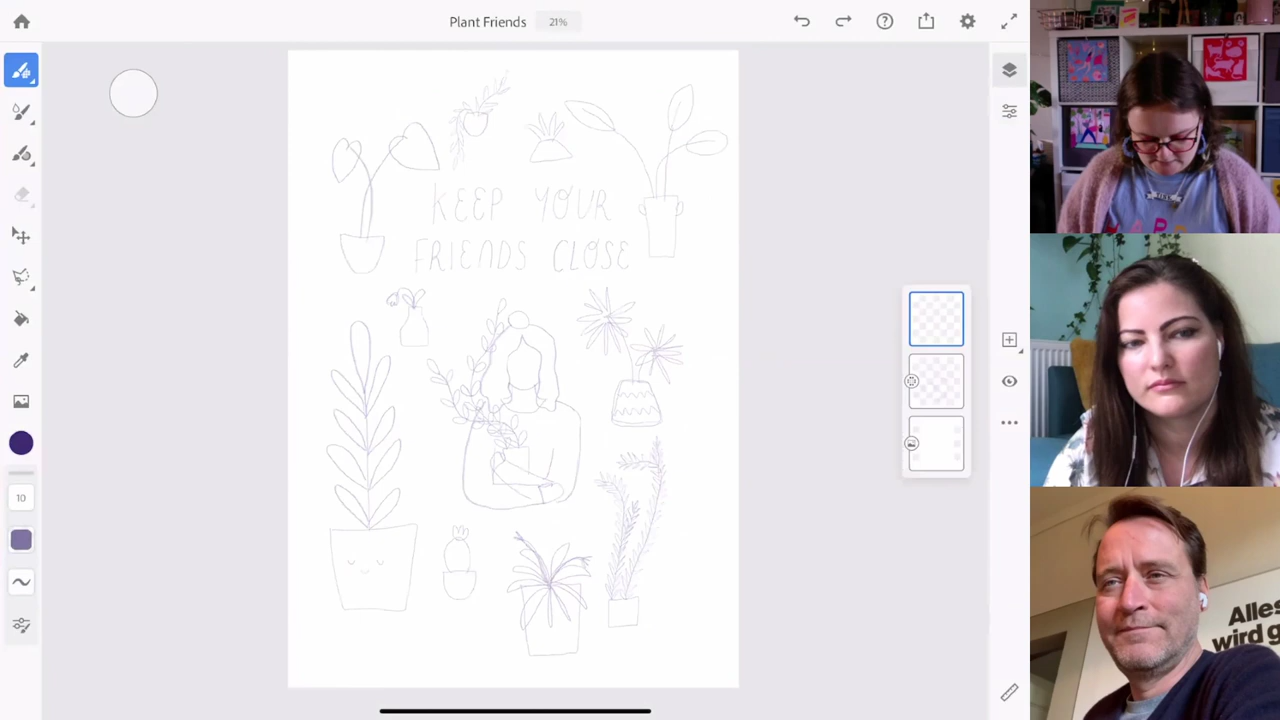 Plant Friends
21%
KEEP YOUR
FRIENDS CLOSE
10
Alles
wird g